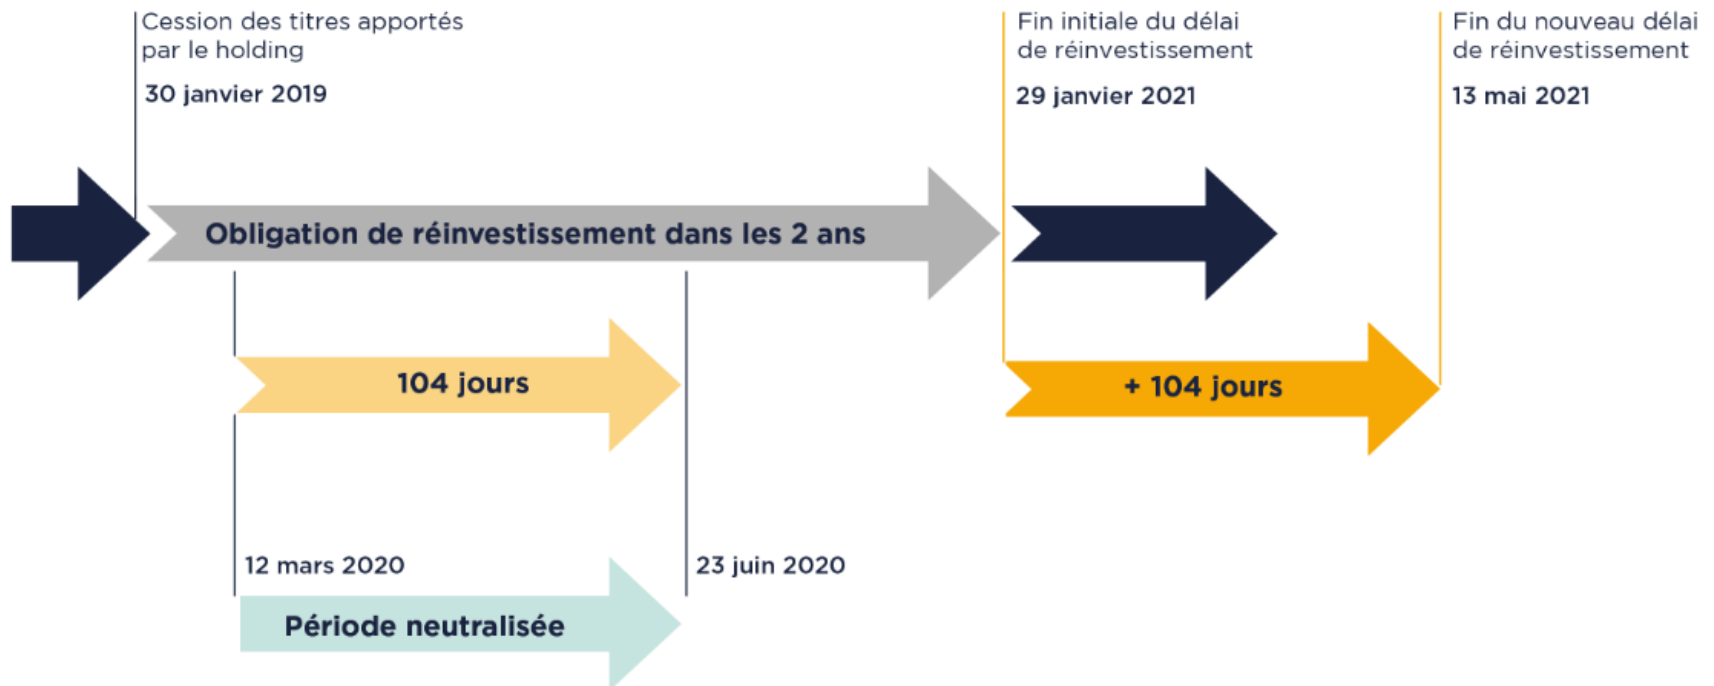 Cession des titres apportés
par le holding
30 janvier 2019
Fin initiale du délai
de réinvestissement
29 janvier 2021
Fin du nouveau délai
de réinvestissement
13 mai 2021
Obligation de réinvestissement dans les 2 ans
104 jours
+ 104 jours
12 mars 2020
23 juin 2020
Période neutralisée